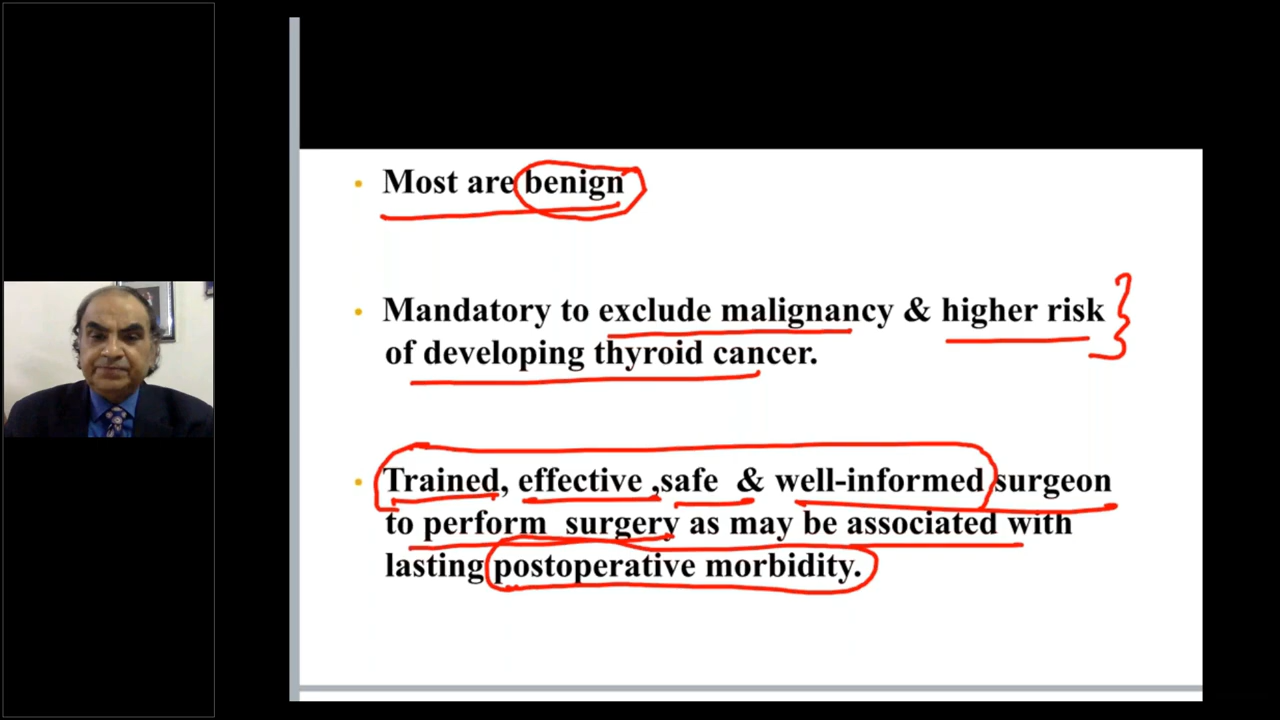 • Most are benign
• Mandatory to exclude malignancy & higher risk
of developing thyroid cancer.
• Trained, effective ,safe & well-informed surgeon
to perform surgery as may be associated with
lasting postoperative morbidity.